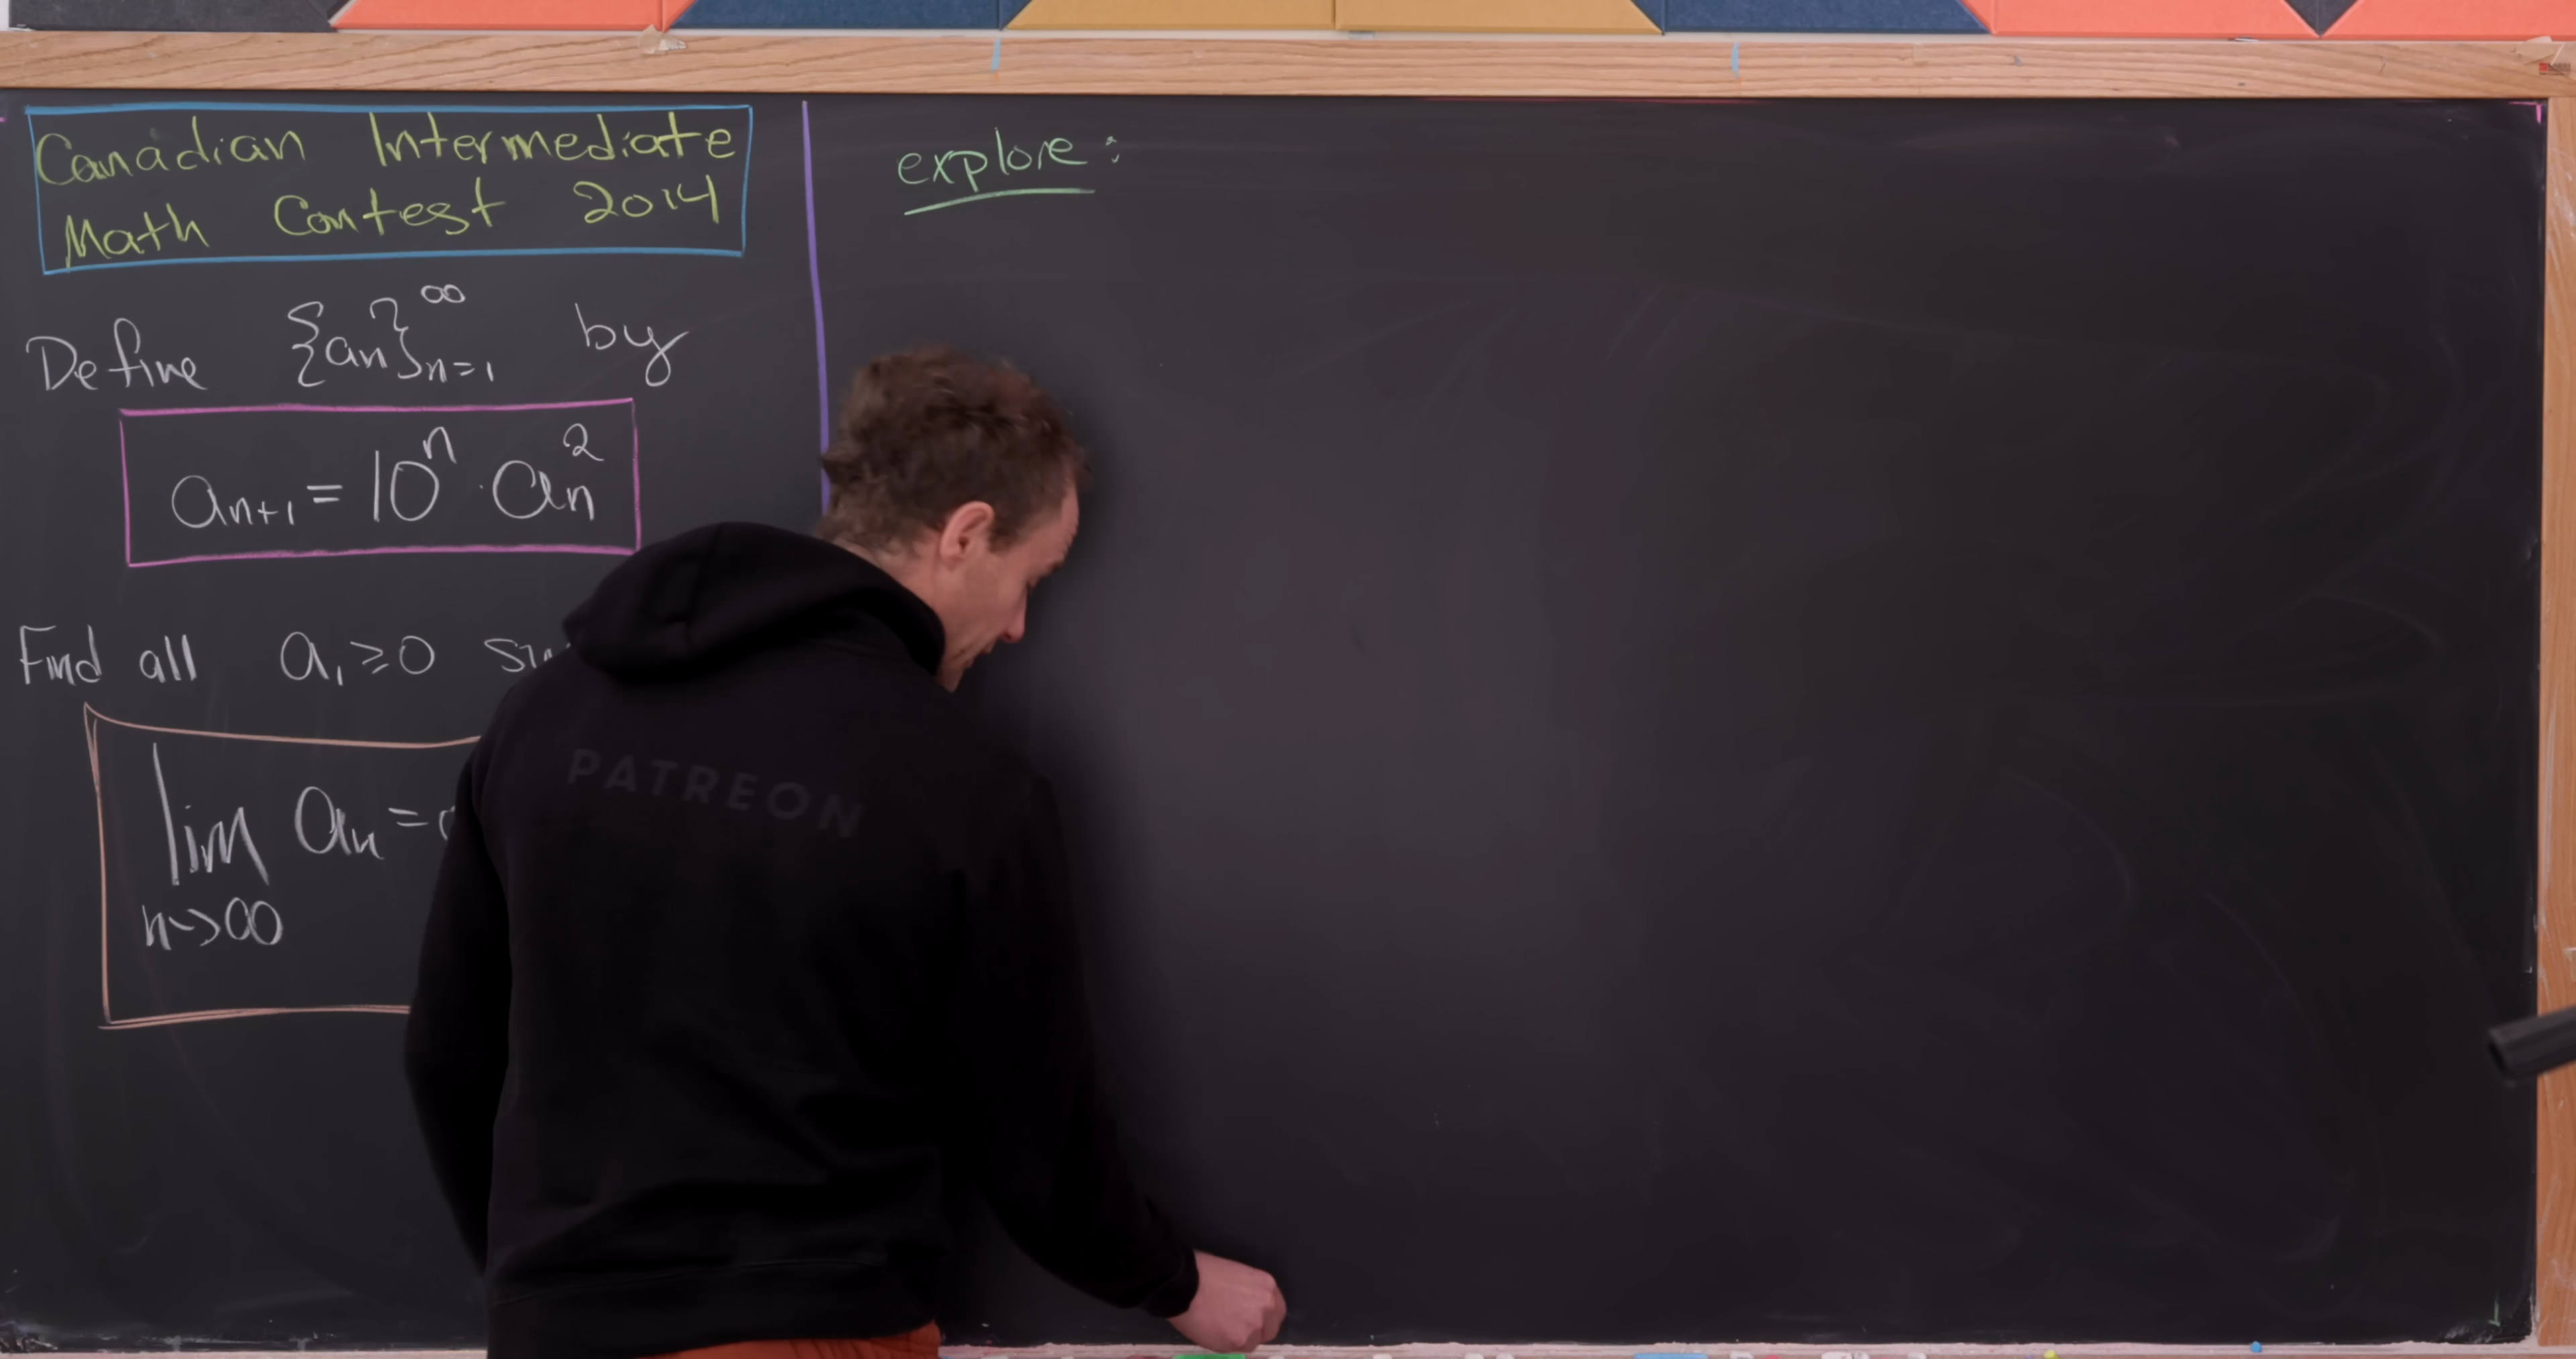 Canadian Intermediate
Math Contest 2014
Define {aₙ}ₙ₌₁^∞ by
aₙ₊₁ = 10ⁿ · aₙ²
Find all a₁ ≥ 0
lim aₙ =
n→∞
explore:
PATREON